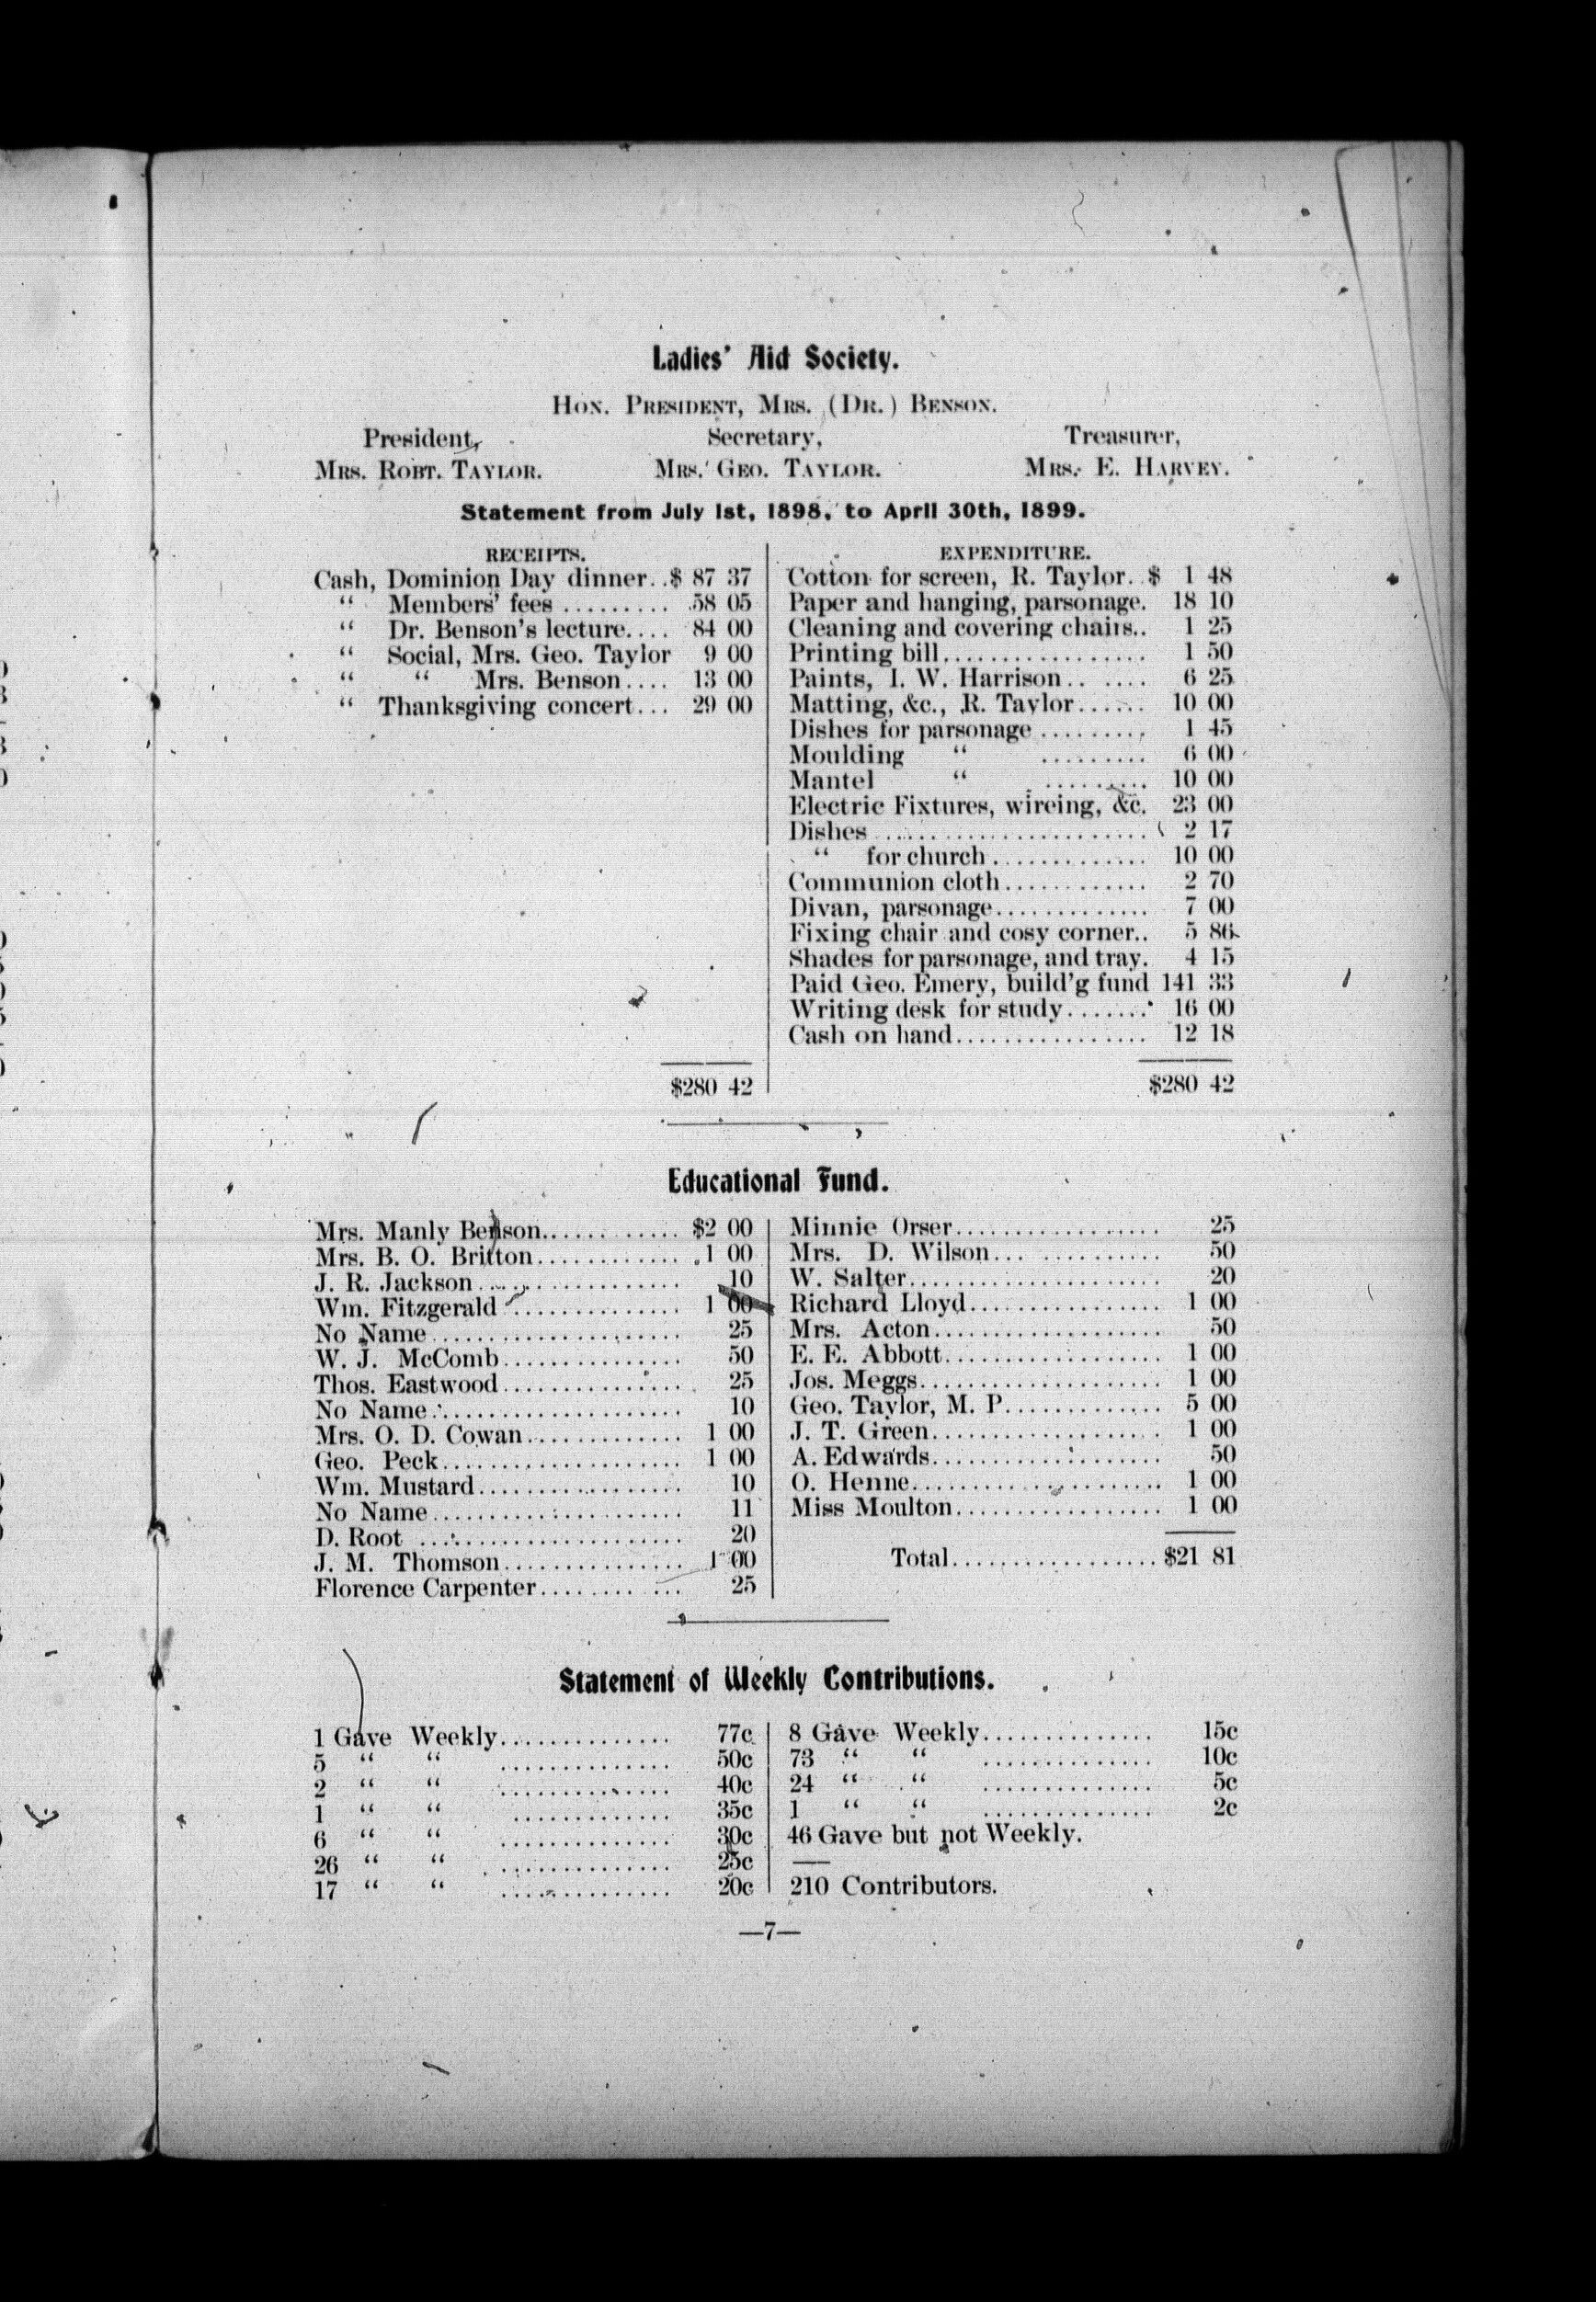 Ladies' Aid Society.
HON. PRESIDENT, MRS. (DR.) BENSON.
President, Secretary, Treasurer,
MRS. ROBT. TAYLOR. MRS. GEO. TAYLOR. MRS. E. HARVEY.
Statement from July 1st, 1898, to April 30th, 1899.
RECEIPTS.
Cash, Dominion Day dinner..$ 87 37
“ Members' fees ......... 58 05
“ Dr. Benson's lecture.... 84 00
“ Social, Mrs. Geo. Taylor 9 00
“ “ Mrs. Benson.... 13 00
“ Thanksgiving concert... 29 00
$280 42
EXPENDITURE.
Cotton for screen, R. Taylor. $ 1 48
Paper and hanging, parsonage. 18 10
Cleaning and covering chairs.. 1 25
Printing bill................. 1 50
Paints, I. W. Harrison.. .... 6 25
Matting, &c., R. Taylor...... 10 00
Dishes for parsonage ......... 1 45
Moulding “ ......... 6 00
Mantel “ ......... 10 00
Electric Fixtures, wireing, &c. 23 00
Dishes ....................... 2 17
“ for church............. 10 00
Communion cloth............ 2 70
Divan, parsonage............. 7 00
Fixing chair and cosy corner.. 5 86
Shades for parsonage, and tray. 4 15
Paid Geo. Emery, build'g fund 141 33
Writing desk for study....... 16 00
Cash on hand................ 12 18
$280 42
Educational Fund.
Mrs. Manly Benson............ $2 00
Mrs. B. O. Britton............ 1 00
J. R. Jackson................. 10
Wm. Fitzgerald............... 1 00
No Name..................... 25
W. J. McComb............... 50
Thos. Eastwood............... 25
No Name..................... 10
Mrs. O. D. Cowan............. 1 00
Geo. Peck.................... 1 00
Wm. Mustard................. 10
No Name..................... 11
D. Root ...................... 20
J. M. Thomson............... 1 00
Florence Carpenter........ ... 25
Minnie Orser................. 25
Mrs. D. Wilson.............. 50
W. Salter..................... 20
Richard Lloyd................ 1 00
Mrs. Acton................... 50
E. E. Abbott.................. 1 00
Jos. Meggs.................... 1 00
Geo. Taylor, M. P............. 5 00
J. T. Green................... 1 00
A. Edwards................... 50
O. Henne..................... 1 00
Miss Moulton................. 1 00
Total................. $21 81
Statement of Weekly Contributions.
1 Gave Weekly.............. 77c
5 “ “ .............. 50c
2 “ “ .............. 40c
1 “ “ ............. 35c
6 “ “ .............. 30c
26 “ “ .............. 25c
17 “ “ .............. 20c
8 Gave Weekly.............. 15c
73 “ “ .............. 10c
24 “ “ .............. 5c
1 “ “ .............. 2c
46 Gave but not Weekly.
210 Contributors.
—7—